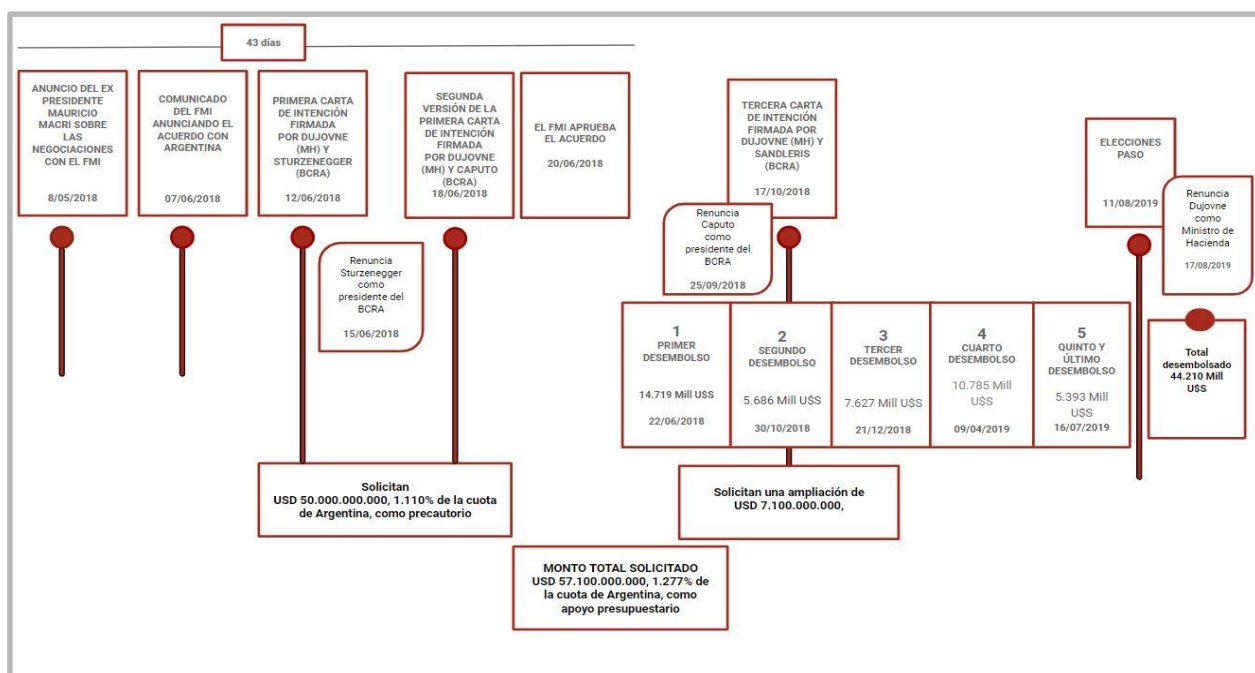 43 días
ANUNCIO DEL EX
PRESIDENTE
MAURICIO
MACRI SOBRE
LAS
NEGOCIACIONES
CON EL FMI
8/05/2018
COMUNICADO
DEL FMI
ANUNCIANDO EL
ACUERDO CON
ARGENTINA
07/06/2018
PRIMERA CARTA
DE INTENCIÓN
FIRMADA
POR DUJOVNE
(MH) Y
STURZENEGGER
(BCRA)
12/06/2018
SEGUNDA
VERSIÓN DE LA
PRIMERA CARTA
DE INTENCIÓN
FIRMADA
POR DUJOVNE
(MH) Y CAPUTO
(BCRA)
18/06/2018
EL FMI APRUEBA
EL ACUERDO
20/06/2018
TERCERA CARTA
DE INTENCIÓN
FIRMADA POR
DUJOVNE (MH) Y
SANDLERIS
(BCRA)
17/10/2018
ELECCIONES
PASO
11/08/2019
Renuncia
Dujovne
como
Ministro de
Hacienda
17/08/2019
Renuncia
Sturzenegger
como
presidente del
BCRA
15/06/2018
Renuncia
Caputo
como
presidente del
BCRA
25/09/2018
1
PRIMER
DESEMBOLSO
14.719 Mill U$S
22/06/2018
2
SEGUNDO
DESEMBOLSO
5.686 Mill U$S
30/10/2018
3
TERCER
DESEMBOLSO
7.627 Mill U$S
21/12/2018
4
CUARTO
DESEMBOLSO
10.785 Mill
U$S
09/04/2019
5
QUINTO Y
ÚLTIMO
DESEMBOLSO
5.393 Mill
U$S
16/07/2019
Total
desembolsado
44.210 Mill
U$S
Solicitan
USD 50.000.000.000, 1.110% de la cuota
de Argentina, como precautorio
Solicitan una ampliación de
USD 7.100.000.000,
MONTO TOTAL SOLICITADO
USD 57.100.000.000, 1.277% de
la cuota de Argentina, como
apoyo presupuestario